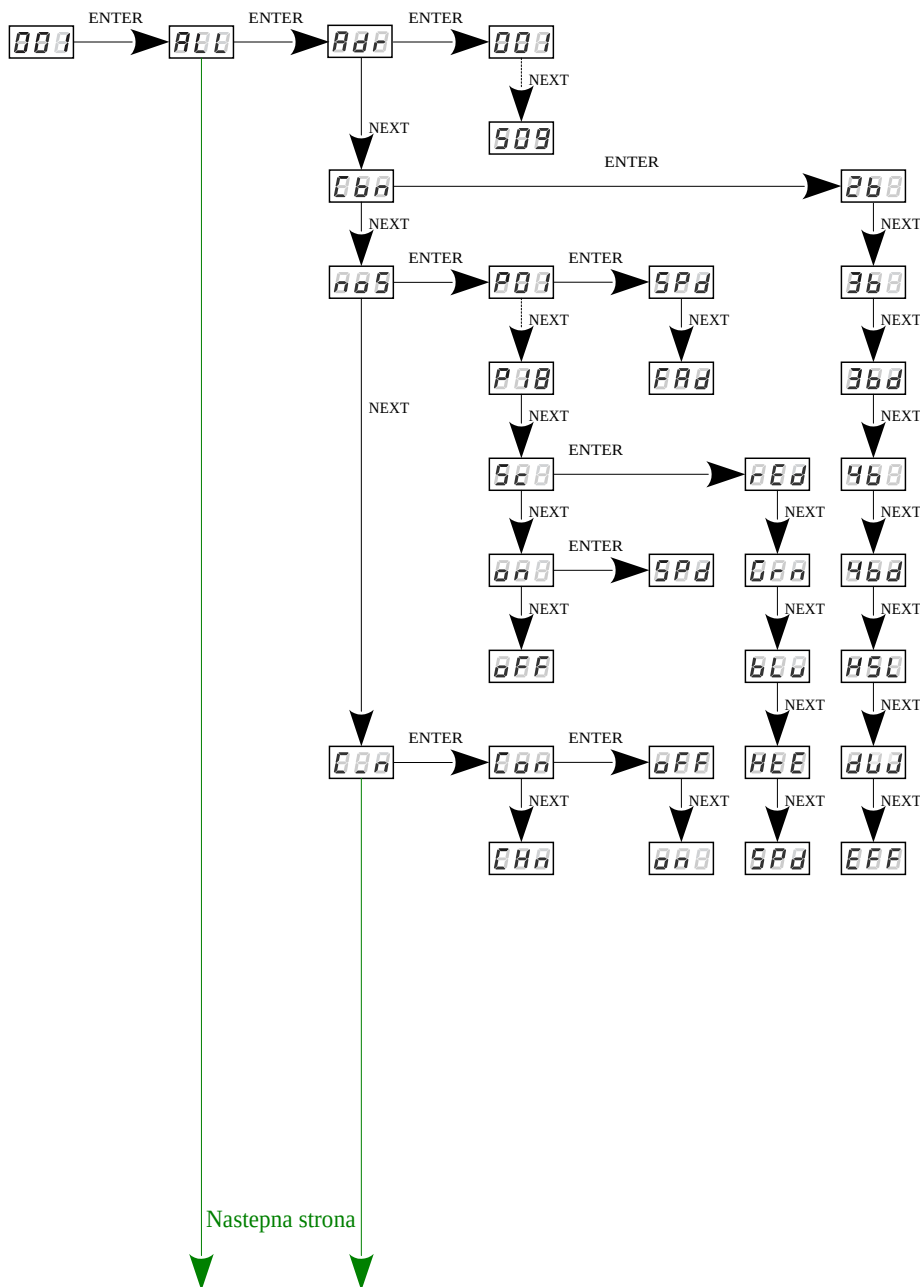 ENTER ENTER ENTER
001 ALL Adr 001
NEXT
NEXT 509
ENTER
Cbn 2b
NEXT NEXT
ENTER ENTER
noS P01 SPd 3b
NEXT NEXT NEXT
P18 FAd 3bd
NEXT NEXT NEXT
ENTER
Sc rEd 4b
NEXT NEXT NEXT
ENTER
on SPd Grn 4bd
NEXT NEXT NEXT
oFF bLu HSL
NEXT NEXT
ENTER ENTER
C_n Con oFF HtE dUJ
NEXT NEXT NEXT NEXT
CHn on SPd EFF
Nastepna strona